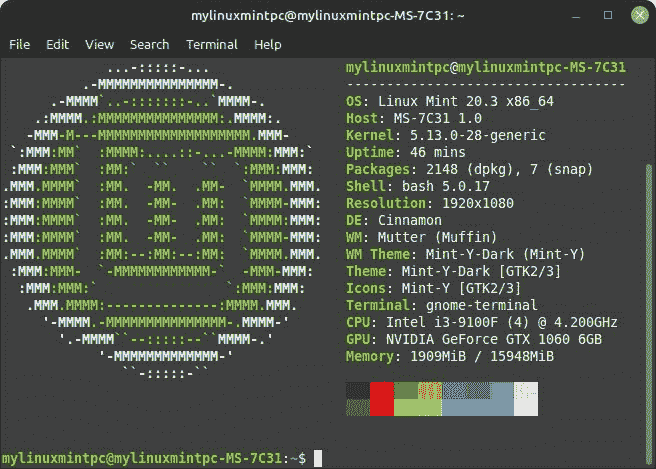 mylinuxmintpc@mylinuxmintpc-MS-7C31: ~
File Edit View Search Terminal Help
mylinuxmintpc@mylinuxmintpc-MS-7C31
-----------------------------------
OS: Linux Mint 20.3 x86_64
Host: MS-7C31 1.0
Kernel: 5.13.0-28-generic
Uptime: 46 mins
Packages: 2148 (dpkg), 7 (snap)
Shell: bash 5.0.17
Resolution: 1920x1080
DE: Cinnamon
WM: Mutter (Muffin)
WM Theme: Mint-Y-Dark (Mint-Y)
Theme: Mint-Y-Dark [GTK2/3]
Icons: Mint-Y [GTK2/3]
Terminal: gnome-terminal
CPU: Intel i3-9100F (4) @ 4.200GHz
GPU: NVIDIA GeForce GTX 1060 6GB
Memory: 1909MiB / 15948MiB
mylinuxmintpc@mylinuxmintpc-MS-7C31:~$